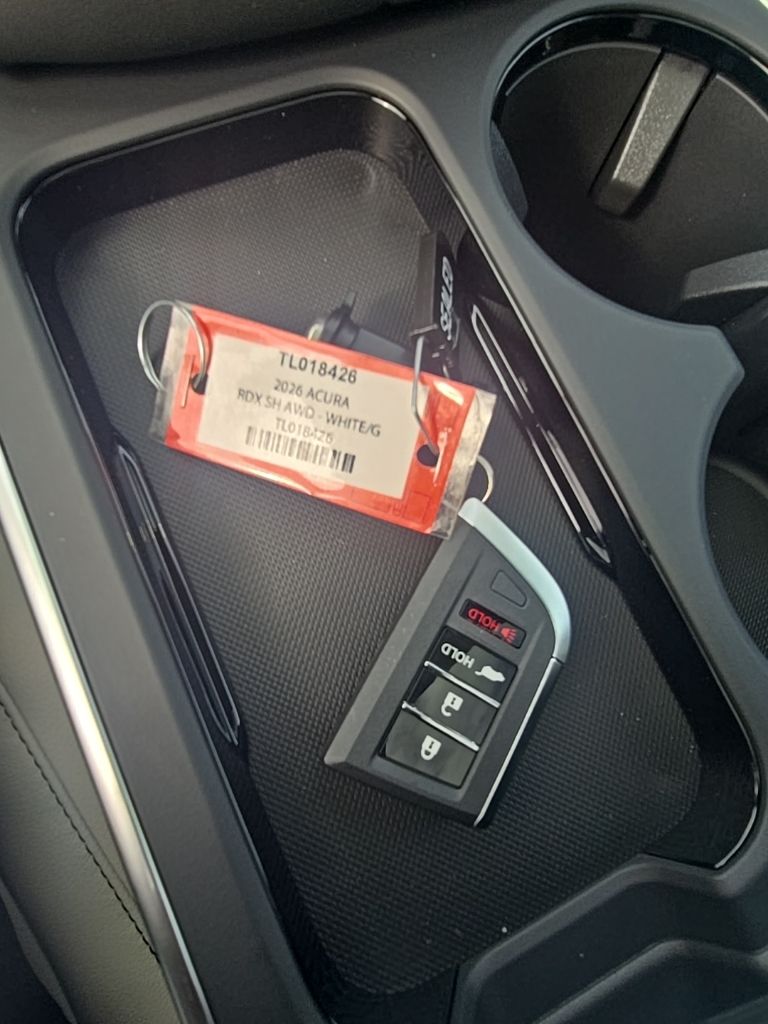 TL018426
2026 ACURA
RDX SH AWD - WHITE/G
TL018426
HOLD
HOLD